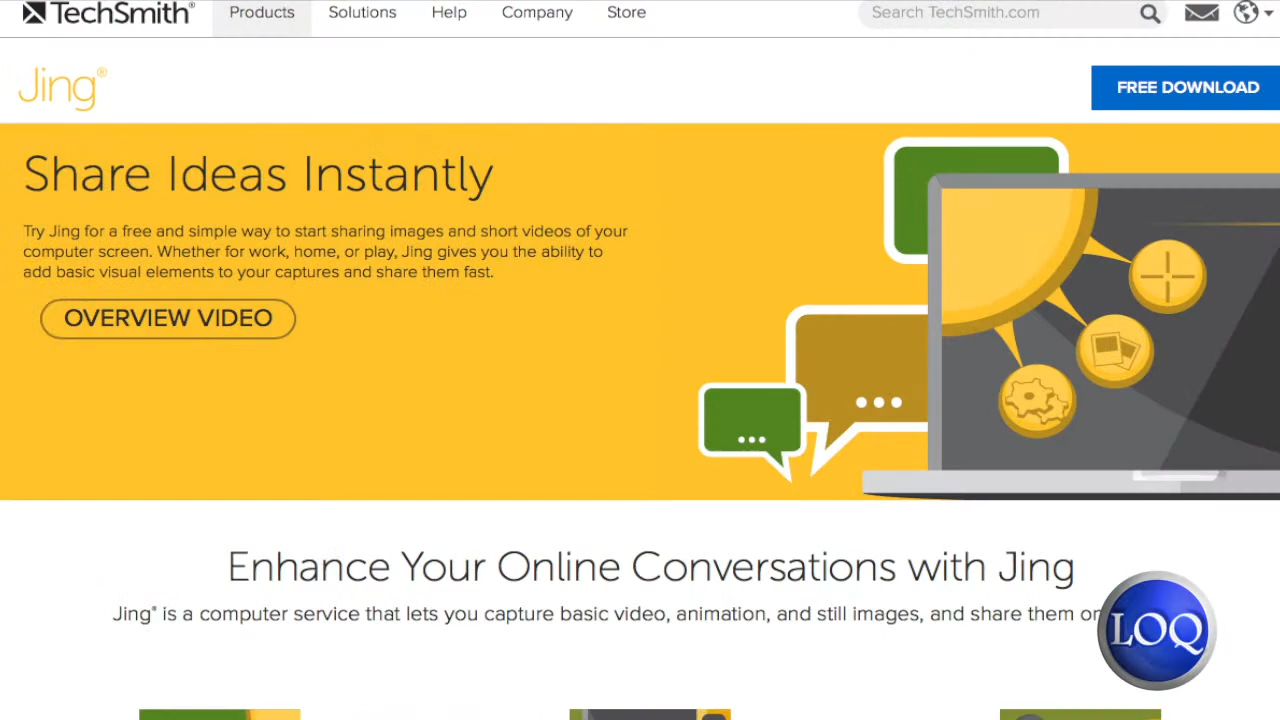 TechSmith®
Products
Solutions
Help
Company
Store
Search TechSmith.com
Jing®
FREE DOWNLOAD
Share Ideas Instantly
Try Jing for a free and simple way to start sharing images and short videos of your
computer screen. Whether for work, home, or play, Jing gives you the ability to
add basic visual elements to your captures and share them fast.
OVERVIEW VIDEO
Enhance Your Online Conversations with Jing
Jing® is a computer service that lets you capture basic video, animation, and still images, and share them
LOQ